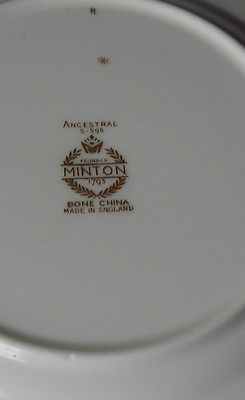 ANCESTRAL
S-595
FOUNDED
MINTON
1793
BONE CHINA
MADE IN ENGLAND